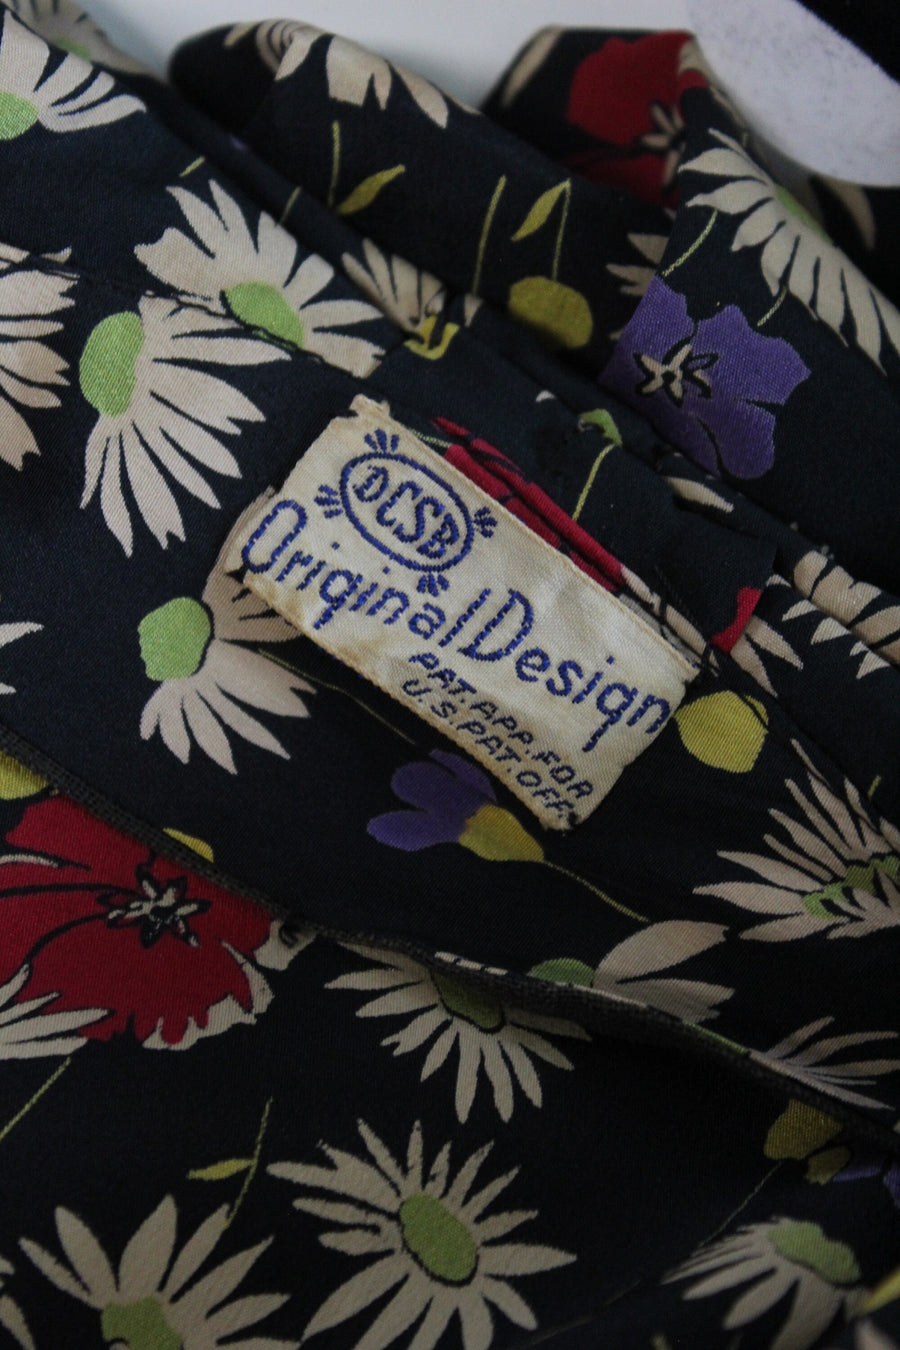 DCSB
Original Design
PAT. APP. FOR
U.S. PAT. OFF.